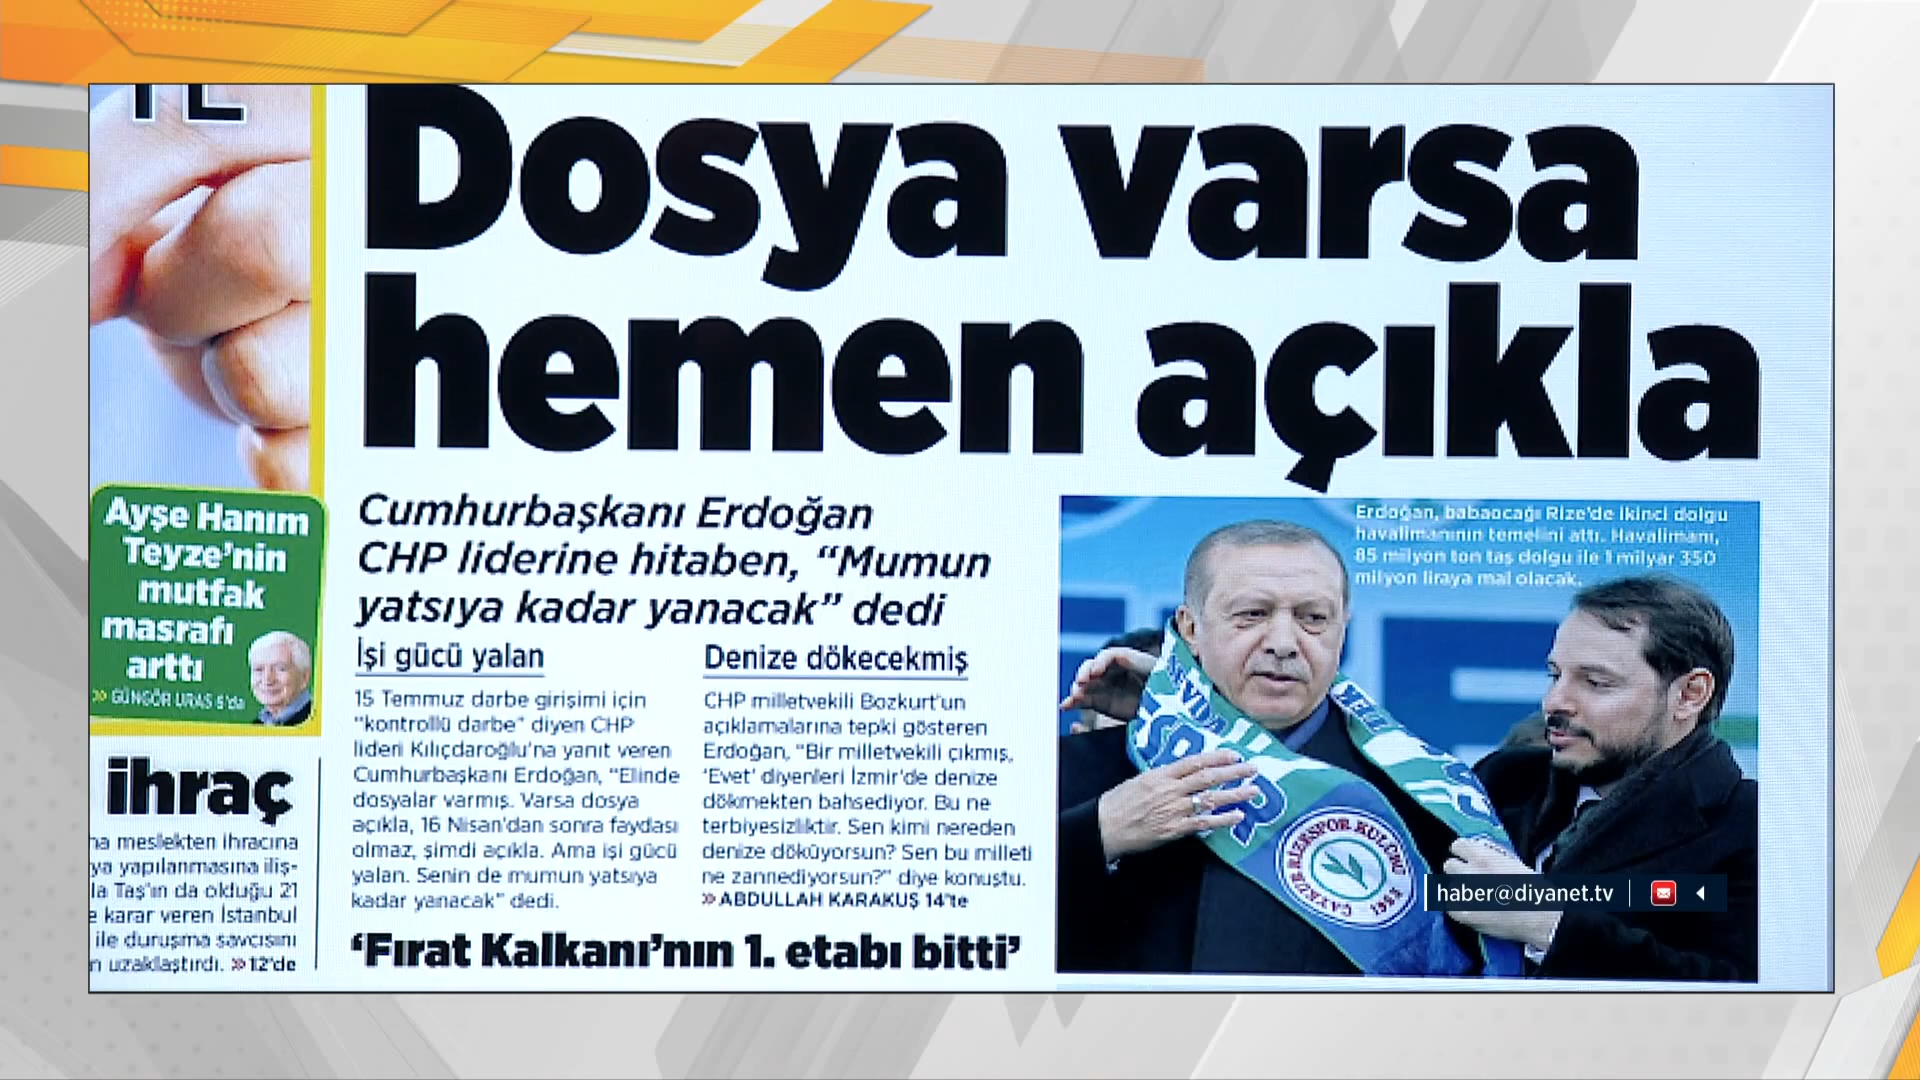 TL
Dosya varsa
hemen açıkla
Cumhurbaşkanı Erdoğan
CHP liderine hitaben, “Mumun
yatsıya kadar yanacak” dedi
İşi gücü yalan
15 Temmuz darbe girişimi için
“kontrollü darbe” diyen CHP
lideri Kılıçdaroğlu’na yanıt veren
Cumhurbaşkanı Erdoğan, “Elinde
dosyalar varmış. Varsa dosya
açıkla, 16 Nisan’dan sonra faydası
olmaz, şimdi açıkla. Ama işi gücü
yalan. Senin de mumun yatsıya
kadar yanacak” dedi.
Denize dökecekmiş
CHP milletvekili Bozkurt’un
açıklamalarına tepki gösteren
Erdoğan, “Bir milletvekili çıkmış,
‘Evet’ diyenleri İzmir’de denize
dökmekten bahsediyor. Bu ne
terbiyesizliktir. Sen kimi nereden
denize döküyorsun? Sen bu milleti
ne zannediyorsun?” diye konuştu.
» ABDULLAH KARAKUŞ 14’te
‘Fırat Kalkanı’nın 1. etabı bitti’
Erdoğan, babaocağı Rize’de ikinci dolgu
havalimanının temelini attı. Havalimanı,
85 milyon ton taş dolgu ile 1 milyar 350
milyon liraya mal olacak.
ÇAYKUR RİZESPOR KULÜBÜ
1953
Ayşe Hanım
Teyze’nin
mutfak
masrafı
arttı
» GÜNGÖR URAS 6’da
ihraç
na meslekten ihracına
ya yapılanmasına iliş-
la Taş’ın da olduğu 21
e karar veren İstanbul
ile duruşma savcısını
n uzaklaştırdı. » 12’de
haber@diyanet.tv